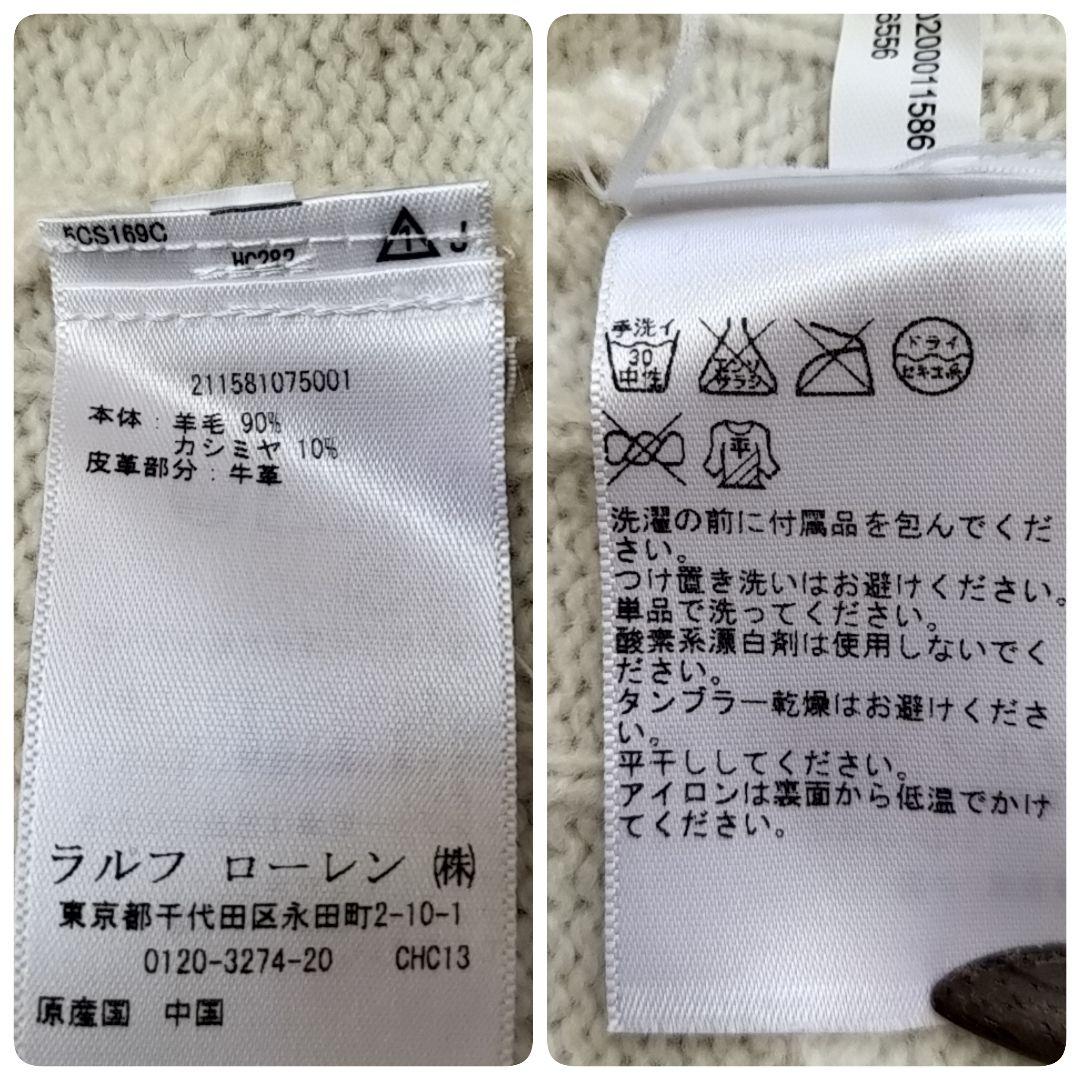 5CS169C
HC282
1 J
211581075001
本体：羊毛 90%
カシミヤ 10%
皮革部分：牛革
ラルフ ローレン ㈱
東京都千代田区永田町2-10-1
0120-3274-20 CHC13
原産国 中国
020001​1586
6556
手洗イ
30
中性
エンソ
サラシ
ドライ
セキユ系
平
洗濯の前に付属品を包んでくだ
さい。
つけ置き洗いはお避けください。
単品で洗ってください。
酸素系漂白剤は使用しないでく
ださい。
タンブラー乾燥はお避けくださ
い。
平干ししてください。
アイロンは裏面から低温でかけ
てください。